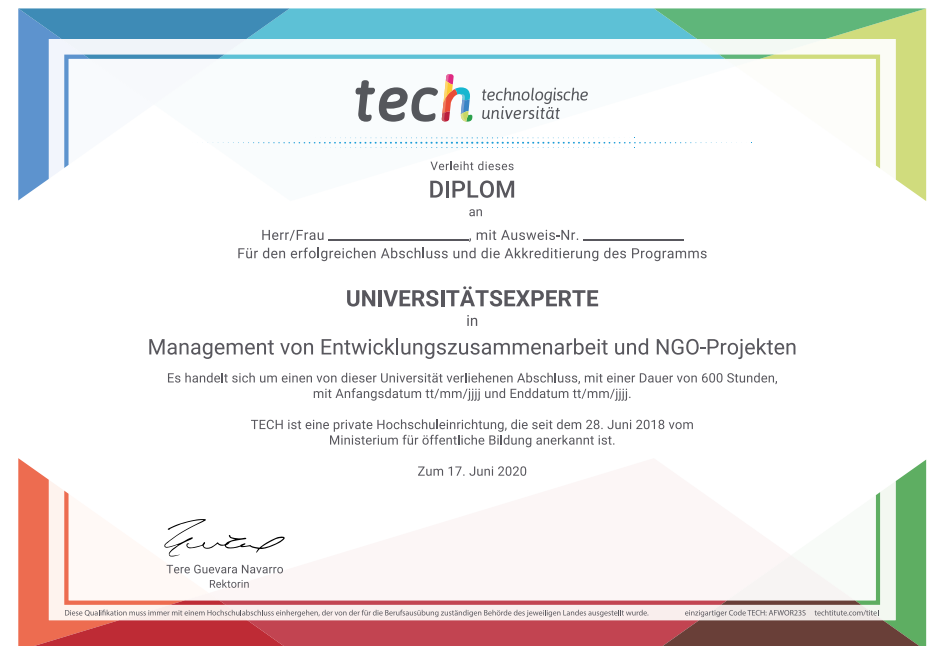 tech technologische
universität
Verleiht dieses
DIPLOM
an
Herr/Frau ____________________, mit Ausweis-Nr. ______________
Für den erfolgreichen Abschluss und die Akkreditierung des Programms
UNIVERSITÄTSEXPERTE
in
Management von Entwicklungszusammenarbeit und NGO-Projekten
Es handelt sich um einen von dieser Universität verliehenen Abschluss, mit einer Dauer von 600 Stunden,
mit Anfangsdatum tt/mm/jjjj und Enddatum tt/mm/jjjj.
TECH ist eine private Hochschuleinrichtung, die seit dem 28. Juni 2018 vom
Ministerium für öffentliche Bildung anerkannt ist.
Zum 17. Juni 2020
Tere Guevara Navarro
Rektorin
Diese Qualifikation muss immer mit einem Hochschulabschluss einhergehen, der von der für die Berufsausübung zuständigen Behörde des jeweiligen Landes ausgestellt wurde. einzigartiger Code TECH: AFWOR23S techtitute.com/titel